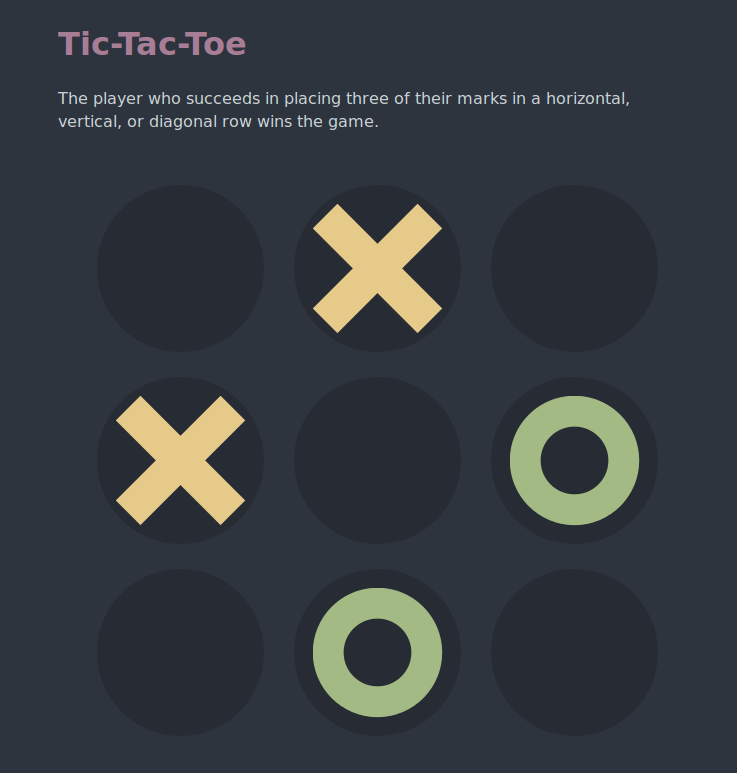 Tic-Tac-Toe
The player who succeeds in placing three of their marks in a horizontal,
vertical, or diagonal row wins the game.